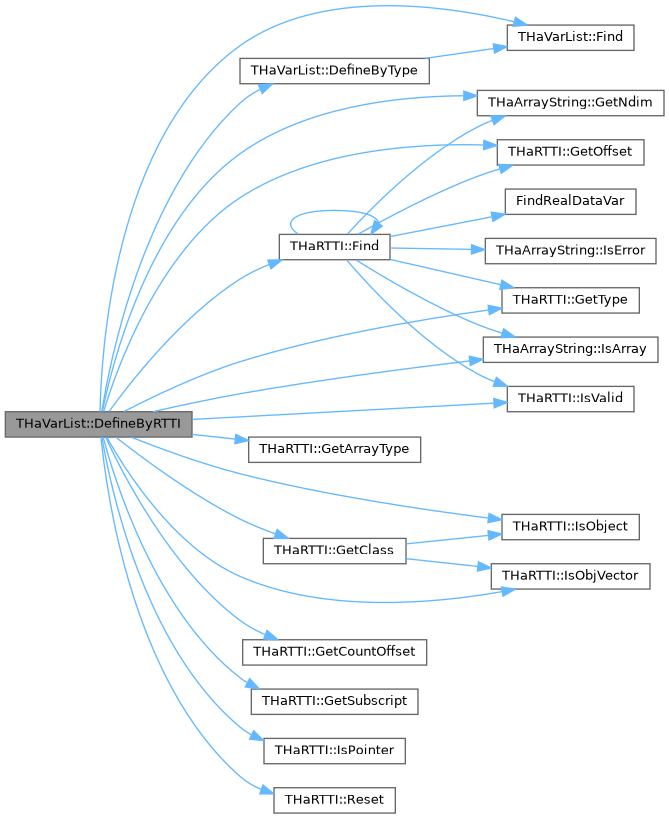 THaVarList::Find
THaVarList::DefineByType
THaArrayString::GetNdim
THaRTTI::GetOffset
FindRealDataVar
THaRTTI::Find
THaArrayString::IsError
THaRTTI::GetType
THaArrayString::IsArray
THaRTTI::IsValid
THaVarList::DefineByRTTI
THaRTTI::GetArrayType
THaRTTI::IsObject
THaRTTI::GetClass
THaRTTI::IsObjVector
THaRTTI::GetCountOffset
THaRTTI::GetSubscript
THaRTTI::IsPointer
THaRTTI::Reset